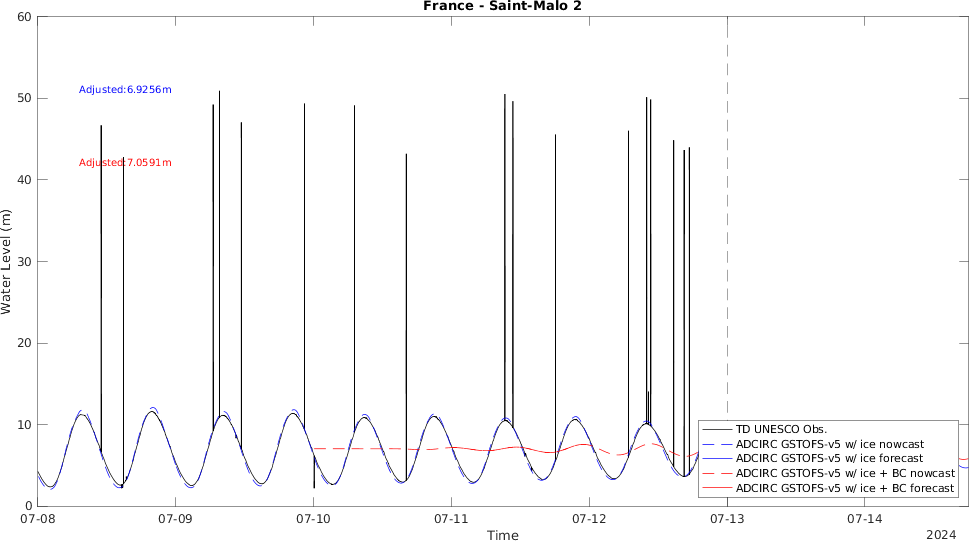 France - Saint-Malo 2
60
50
40
30
20
10
0
Water Level (m)
Adjusted:6.9256m
Adjusted:7.0591m
TD UNESCO Obs.
ADCIRC GSTOFS-v5 w/ ice nowcast
ADCIRC GSTOFS-v5 w/ ice forecast
ADCIRC GSTOFS-v5 w/ ice + BC nowcast
ADCIRC GSTOFS-v5 w/ ice + BC forecast
07-08 07-09 07-10 07-11 07-12 07-13 07-14
Time
2024